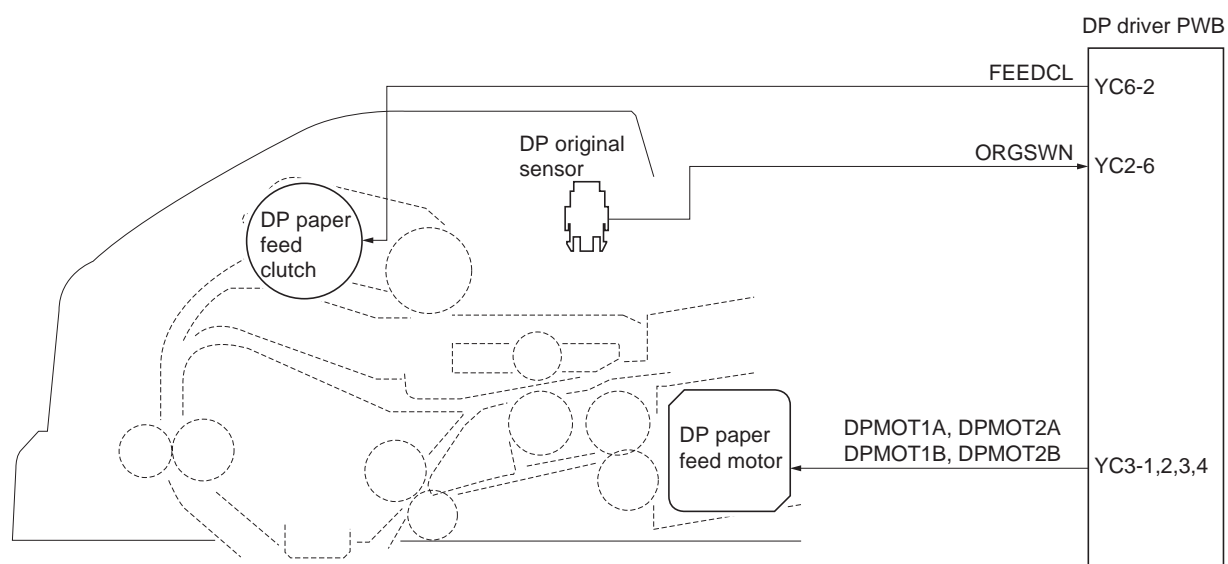 DP driver PWB
FEEDCL
YC6-2
DP original
sensor
ORGSWN
YC2-6
DP paper
feed
clutch
DP paper
feed motor
DPMOT1A, DPMOT2A
DPMOT1B, DPMOT2B
YC3-1,2,3,4